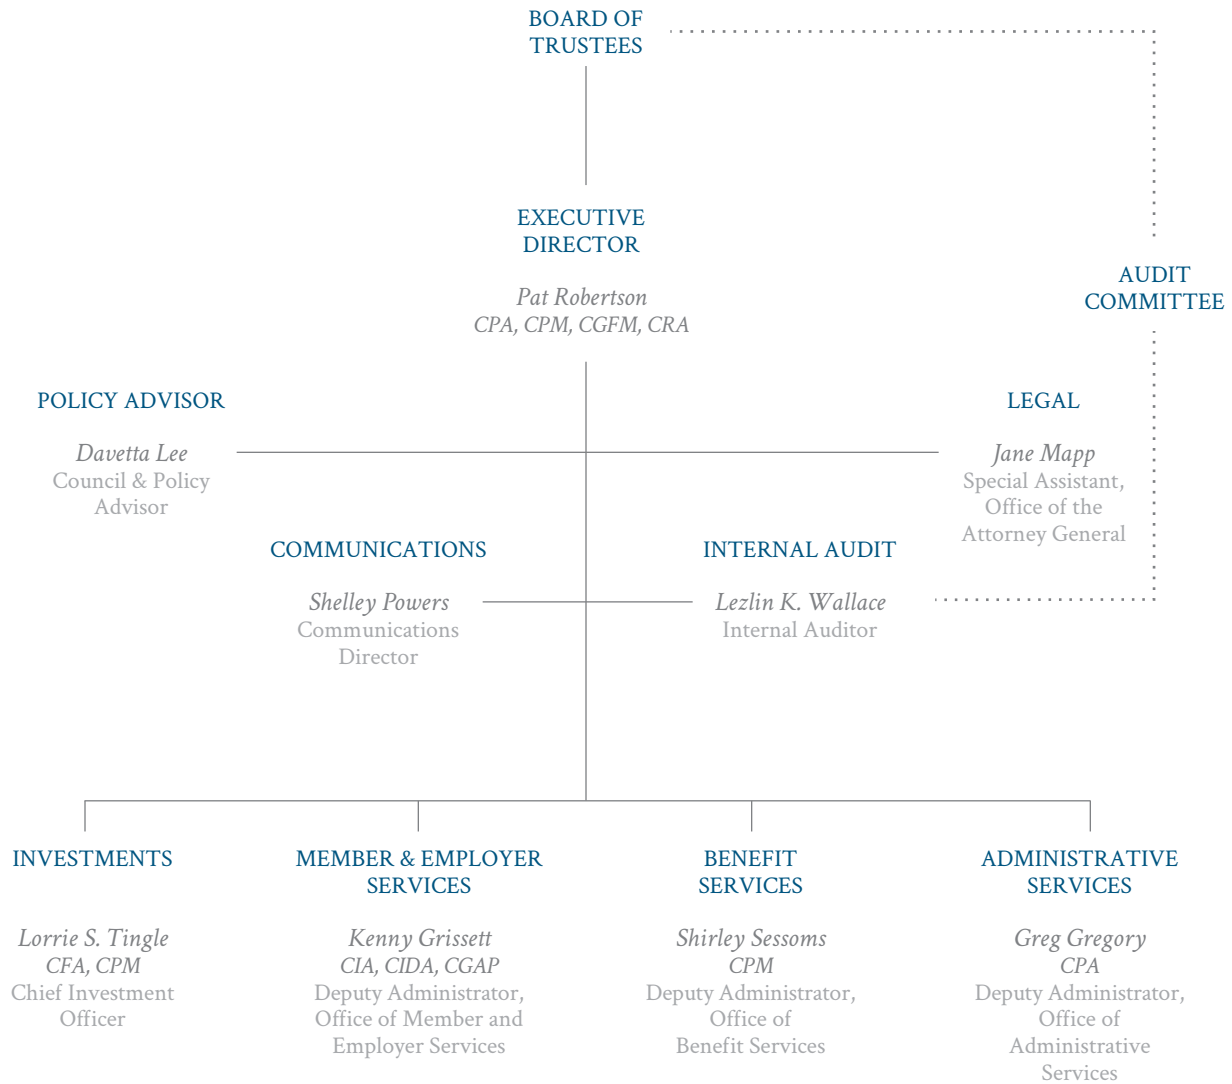 BOARD OF
TRUSTEES
EXECUTIVE
DIRECTOR
Pat Robertson
CPA, CPM, CGFM, CRA
AUDIT
COMMITTEE
POLICY ADVISOR
Davetta Lee
Council & Policy
Advisor
LEGAL
Jane Mapp
Special Assistant,
Office of the
Attorney General
COMMUNICATIONS
Shelley Powers
Communications
Director
INTERNAL AUDIT
Lezlin K. Wallace
Internal Auditor
INVESTMENTS
Lorrie S. Tingle
CFA, CPM
Chief Investment
Officer
MEMBER & EMPLOYER
SERVICES
Kenny Grissett
CIA, CIDA, CGAP
Deputy Administrator,
Office of Member and
Employer Services
BENEFIT
SERVICES
Shirley Sessoms
CPM
Deputy Administrator,
Office of
Benefit Services
ADMINISTRATIVE
SERVICES
Greg Gregory
CPA
Deputy Administrator,
Office of
Administrative
Services